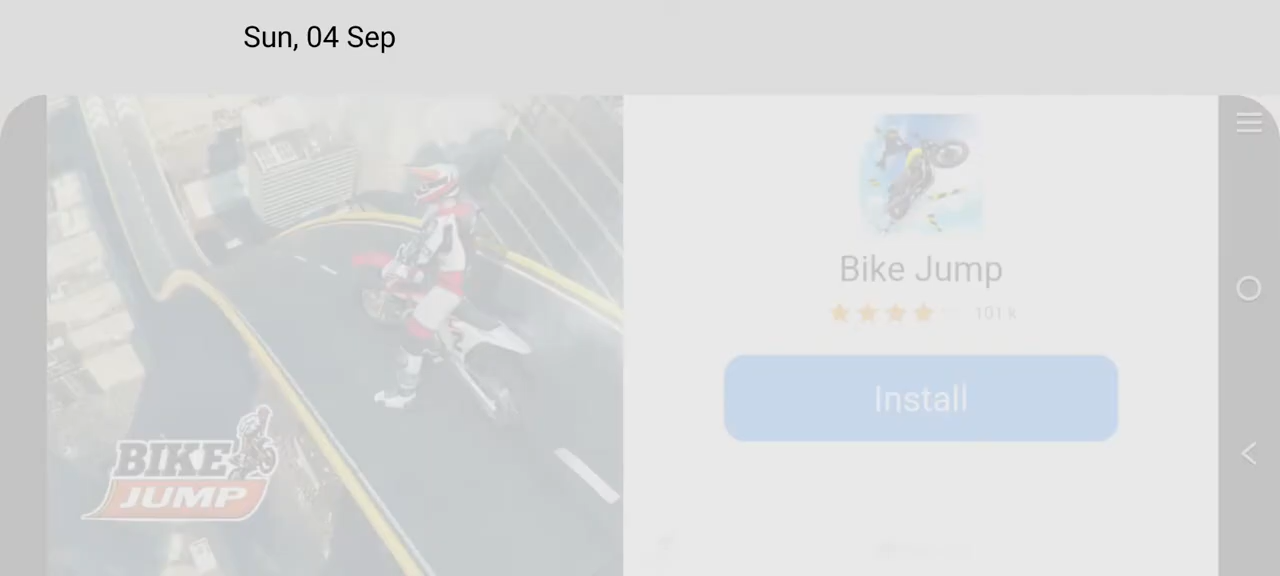 Sun, 04 Sep
Bike Jump
101 k
Install
BIKE
JUMP